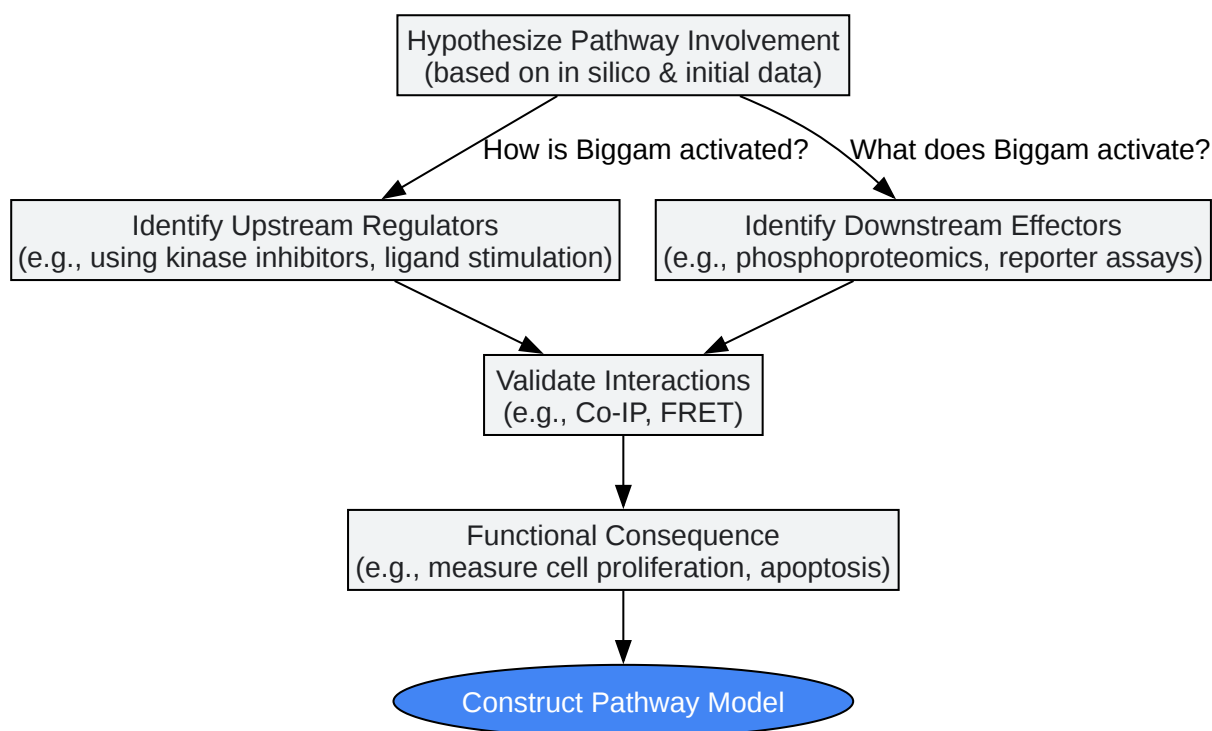 Hypothesize Pathway Involvement
(based on in silico & initial data)
How is Biggam activated?
What does Biggam activate?
Identify Upstream Regulators
(e.g., using kinase inhibitors, ligand stimulation)
Identify Downstream Effectors
(e.g., phosphoproteomics, reporter assays)
Validate Interactions
(e.g., Co-IP, FRET)
Functional Consequence
(e.g., measure cell proliferation, apoptosis)
Construct Pathway Model